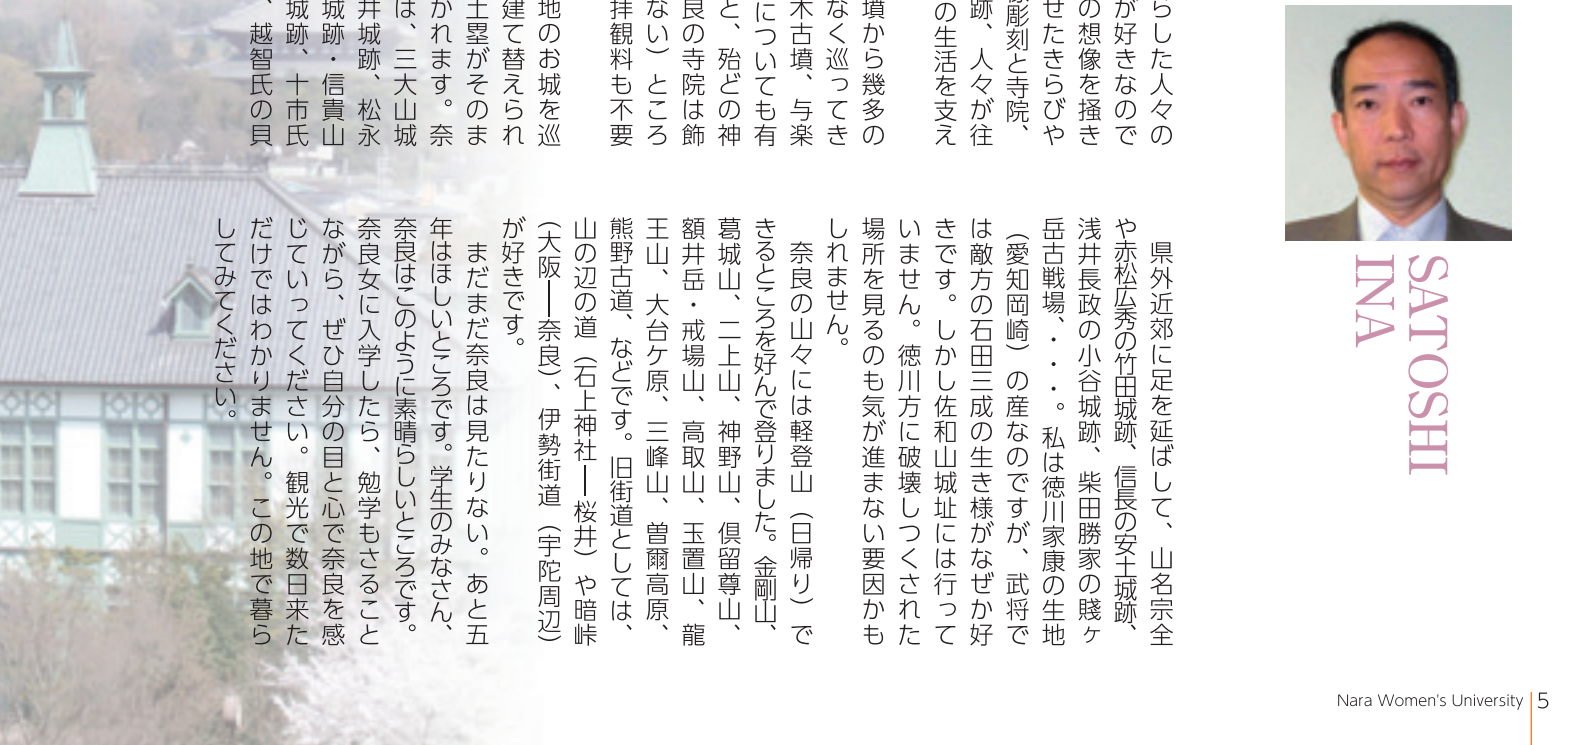 らした人々の
が好きなので
の想像を掻き
せたきらびや
彫刻と寺院、
跡、人々が往
の生活を支え
墳から幾多の
なく巡ってき
木古墳、与楽
についても有
と、殆どの神
良の寺院は飾
ない）ところ
拝観料も不要
地のお城を巡
建て替えられ
土塁がそのま
かれます。奈
は、三大山城
井城跡、松永
城跡・信貴山
城跡、十市氏
、越智氏の貝
SATOSHI
INA
県外近郊に足を延ばして、山名宗全
や赤松広秀の竹田城跡、信長の安土城跡、
浅井長政の小谷城跡、柴田勝家の賤ヶ
岳古戦場、・・・。私は徳川家康の生地
（愛知岡崎）の産なのですが、武将で
は敵方の石田三成の生き様がなぜか好
きです。しかし佐和山城址には行って
いません。徳川方に破壊しつくされた
場所を見るのも気が進まない要因かも
しれません。
奈良の山々には軽登山（日帰り）で
きるところを好んで登りました。金剛山、
葛城山、二上山、神野山、倶留尊山、
額井岳・戒場山、高取山、玉置山、龍
王山、大台ケ原、三峰山、曽爾高原、
熊野古道、などです。旧街道としては、
山の辺の道（石上神社―桜井）や暗峠
（大阪―奈良）、伊勢街道（宇陀周辺）
が好きです。
まだまだ奈良は見たりない。あと五
年はほしいところです。学生のみなさん、
奈良はこのように素晴らしいところです。
奈良女に入学したら、勉学もさること
ながら、ぜひ自分の目と心で奈良を感
じていってください。観光で数日来た
だけではわかりません。この地で暮ら
してみてください。
Nara Women's University 5